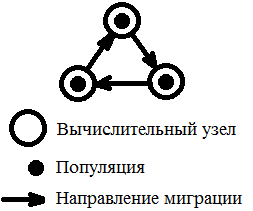 Вычислительный узел
Популяция
Направление миграции